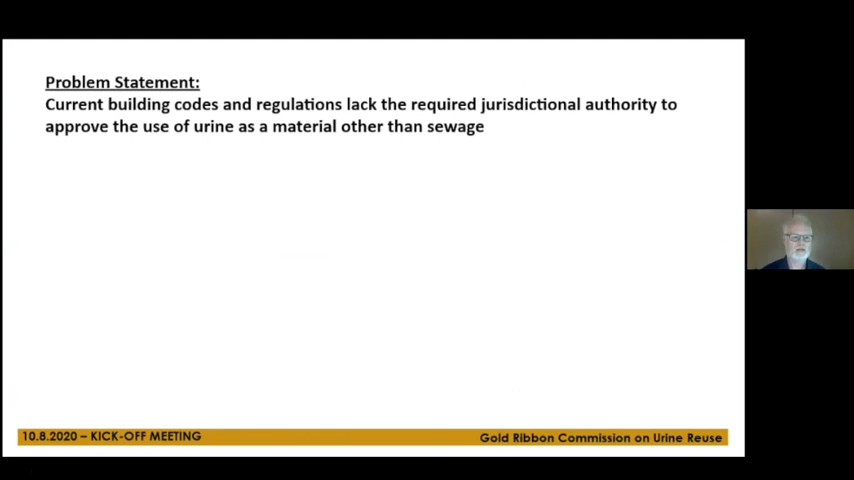 Problem Statement:
Current building codes and regulations lack the required jurisdictional authority to
approve the use of urine as a material other than sewage
10.8.2020 – KICK-OFF MEETING
Gold Ribbon Commission on Urine Reuse